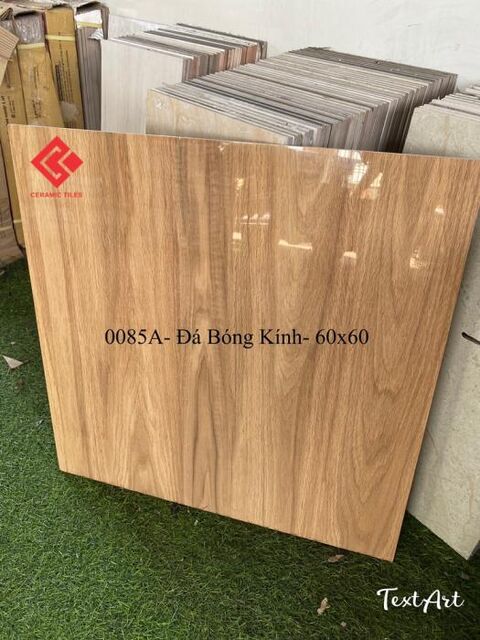 CERAMIC TILES
0085A- Đá Bóng Kính- 60x60
TextArt